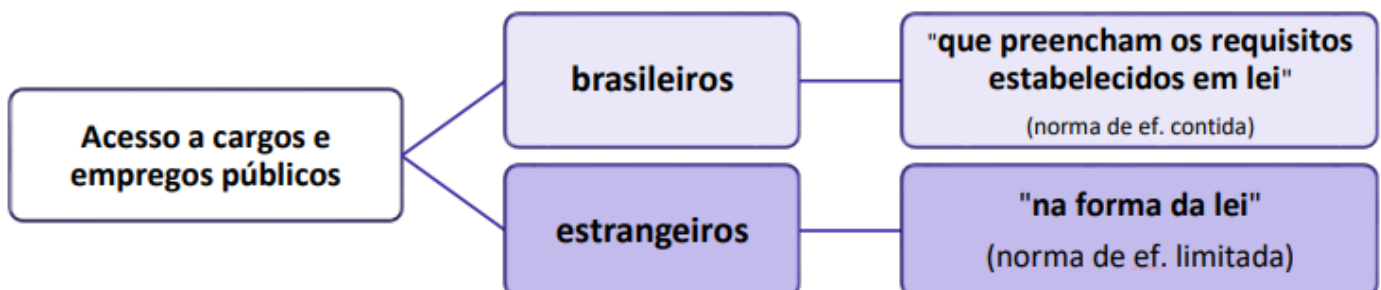 Acesso a cargos e
empregos públicos
brasileiros
"que preencham os requisitos
estabelecidos em lei"
(norma de ef. contida)
estrangeiros
"na forma da lei"
(norma de ef. limitada)